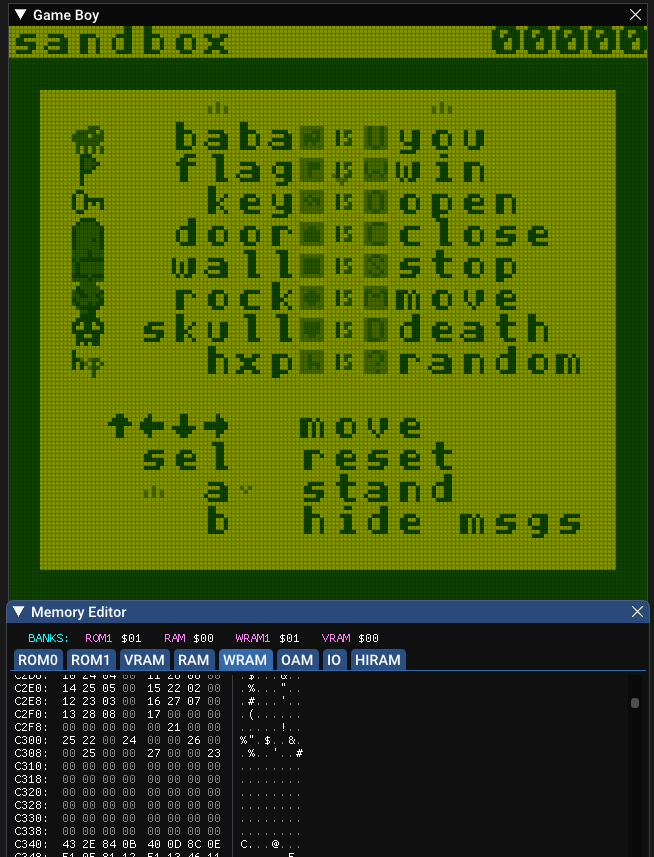 Game Boy
sandbox 00000
baba IS you
flag IS win
key IS open
door IS close
wall IS stop
rock IS move
skull IS death
hxp hxp IS random
↑←↓→ move
sel reset
a stand
b hide msgs
Memory Editor
BANKS: ROM1 $01 RAM $00 WRAM1 $01 VRAM $00
ROM0 ROM1 VRAM RAM WRAM OAM IO HIRAM
C2E0: 14 25 05 00 15 22 02 00 .%..."..
C2E8: 12 23 03 00 16 27 07 00 .#...'..
C2F0: 13 28 08 00 17 00 00 00 .(......
C2F8: 00 00 00 00 00 21 00 00 .....!..
C300: 25 22 00 24 00 00 26 00 %".$..&.
C308: 00 25 00 00 27 00 00 23 .%..'..#
C310: 00 00 00 00 00 00 00 00 ........
C318: 00 00 00 00 00 00 00 00 ........
C320: 00 00 00 00 00 00 00 00 ........
C328: 00 00 00 00 00 00 00 00 ........
C330: 00 00 00 00 00 00 00 00 ........
C338: 00 00 00 00 00 00 00 00 ........
C340: 43 2E 84 0B 40 0D 8C 0E C...@...